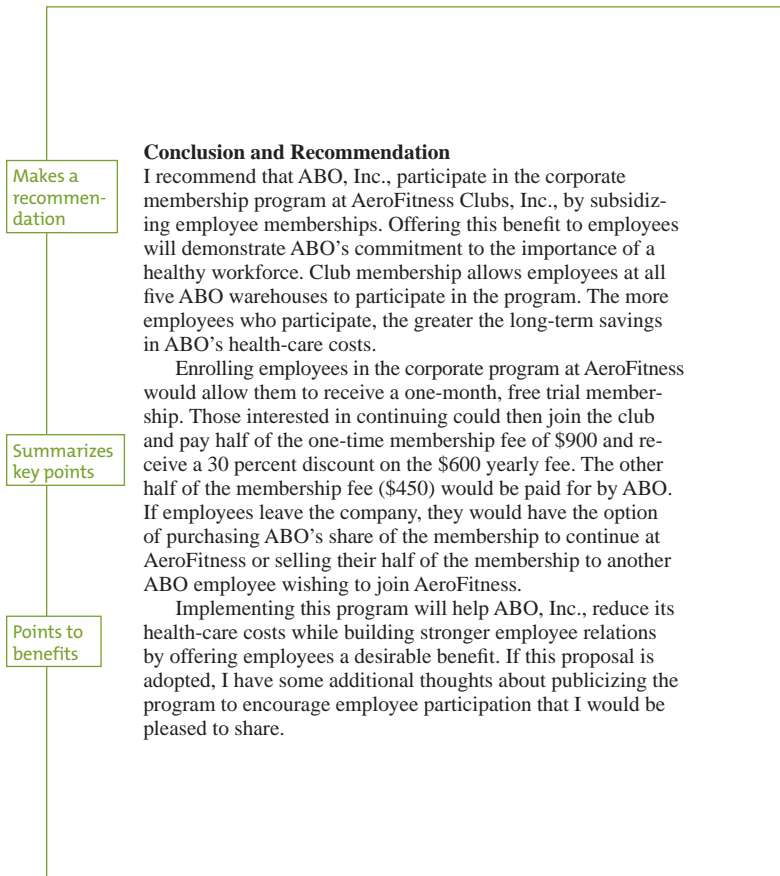 Conclusion and Recommendation
Makes a
recommen-
dation
I recommend that ABO, Inc., participate in the corporate
membership program at AeroFitness Clubs, Inc., by subsidiz-
ing employee memberships. Offering this benefit to employees
will demonstrate ABO's commitment to the importance of a
healthy workforce. Club membership allows employees at all
five ABO warehouses to participate in the program. The more
employees who participate, the greater the long-term savings
in ABO's health-care costs.
Enrolling employees in the corporate program at AeroFitness
would allow them to receive a one-month, free trial member-
ship. Those interested in continuing could then join the club
Summarizes
key points
and pay half of the one-time membership fee of $900 and re-
ceive a 30 percent discount on the $600 yearly fee. The other
half of the membership fee ($450) would be paid for by ABO.
If employees leave the company, they would have the option
of purchasing ABO's share of the membership to continue at
AeroFitness or selling their half of the membership to another
ABO employee wishing to join AeroFitness.
Points to
benefits
Implementing this program will help ABO, Inc., reduce its
health-care costs while building stronger employee relations
by offering employees a desirable benefit. If this proposal is
adopted, I have some additional thoughts about publicizing the
program to encourage employee participation that I would be
pleased to share.